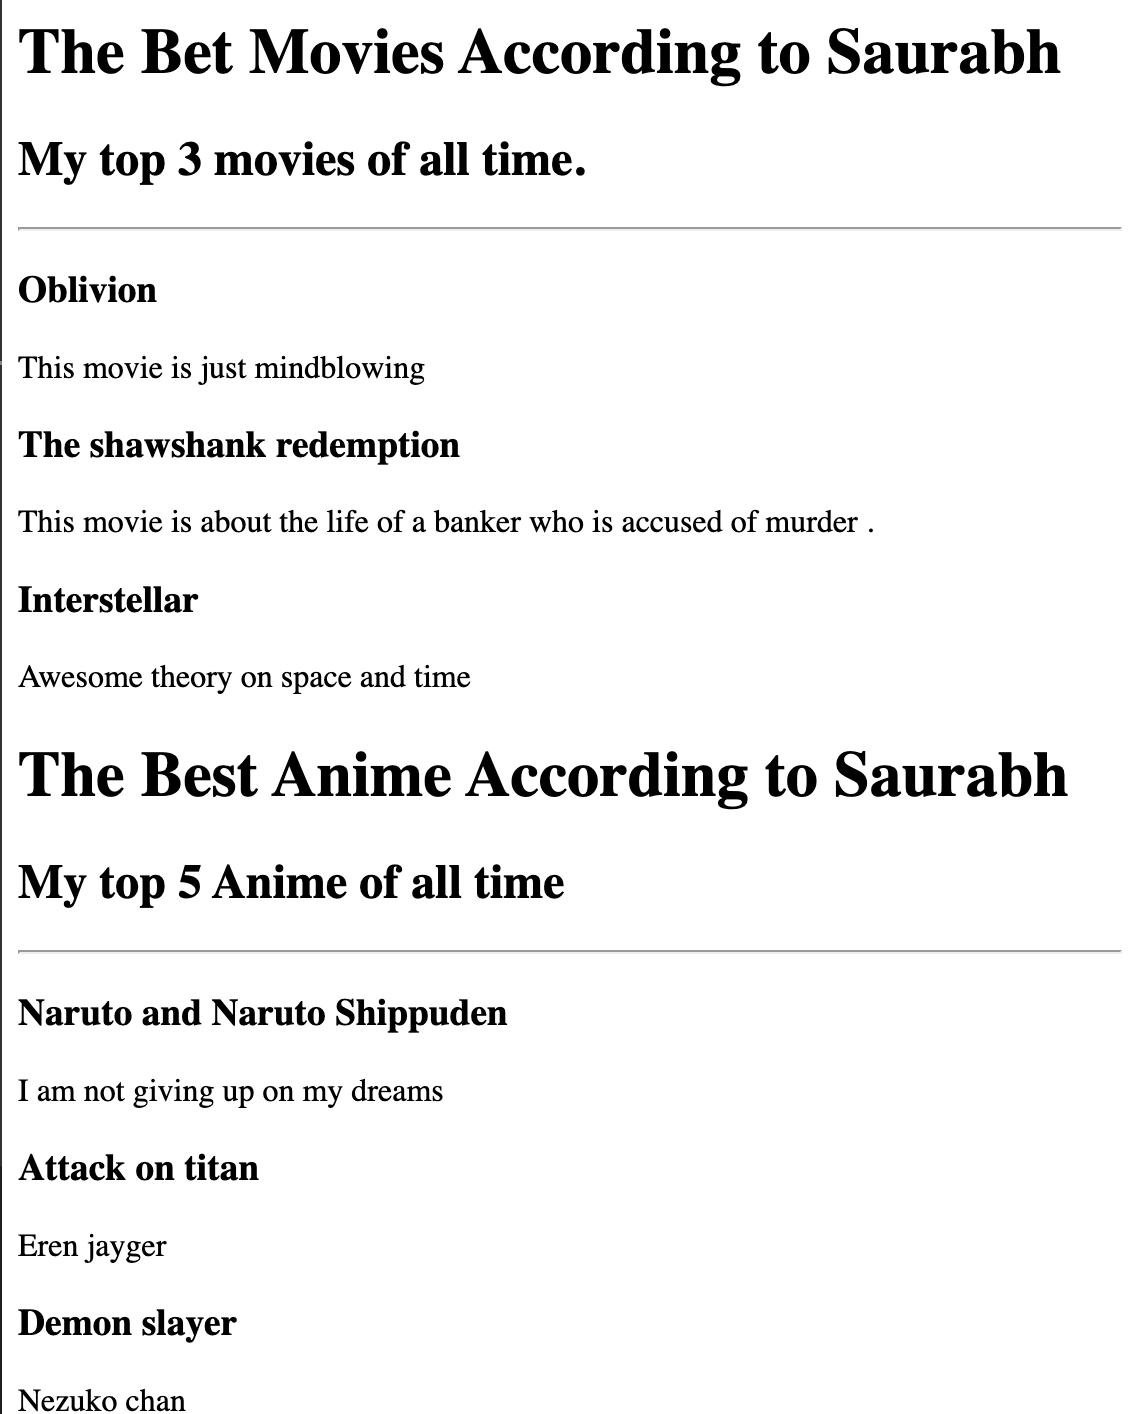 The Bet Movies According to Saurabh
My top 3 movies of all time.
Oblivion
This movie is just mindblowing
The shawshank redemption
This movie is about the life of a banker who is accused of murder .
Interstellar
Awesome theory on space and time
The Best Anime According to Saurabh
My top 5 Anime of all time
Naruto and Naruto Shippuden
I am not giving up on my dreams
Attack on titan
Eren jayger
Demon slayer
Nezuko chan